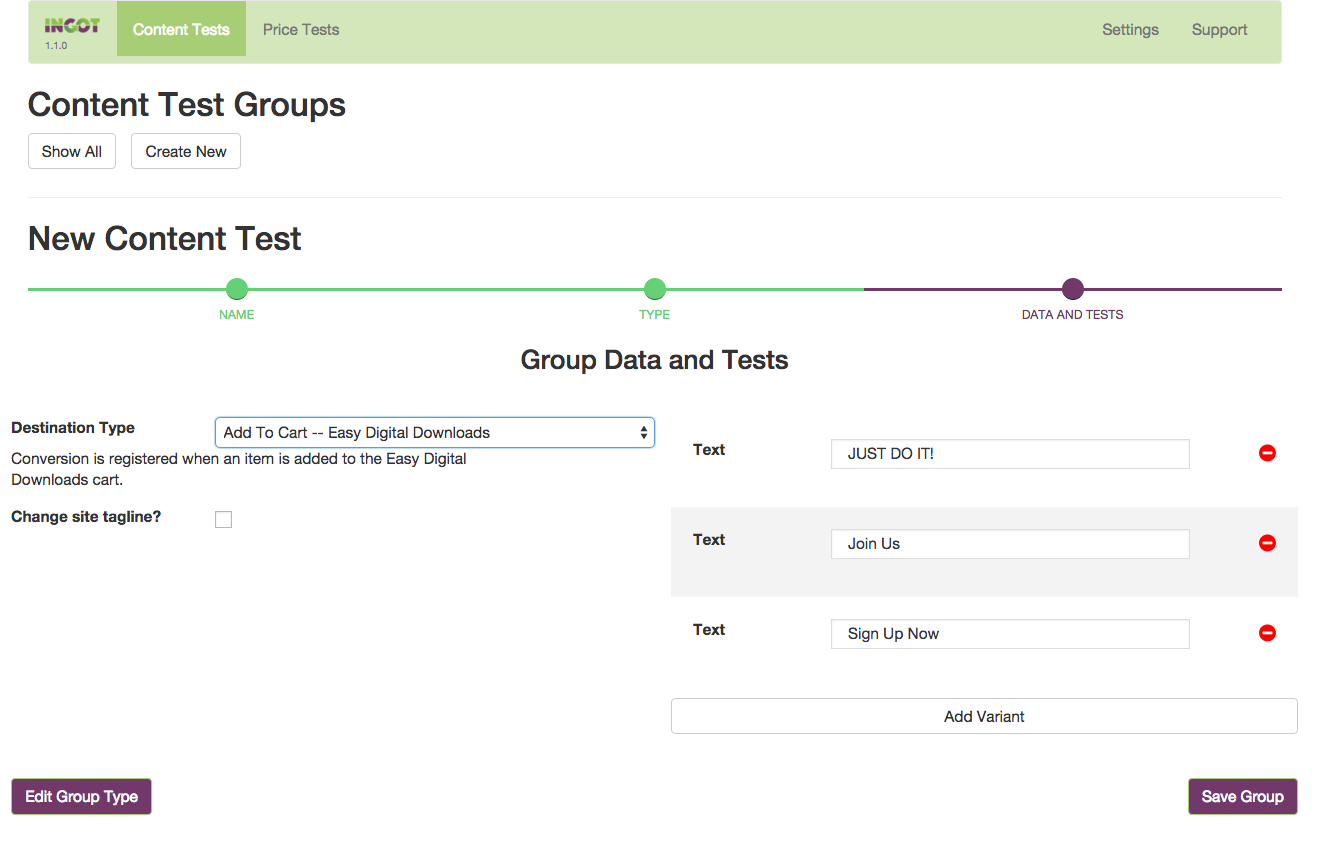 INGOT
1.1.0
Content Tests
Price Tests
Settings
Support
Content Test Groups
Show All
Create New
New Content Test
NAME
TYPE
DATA AND TESTS
Group Data and Tests
Destination Type
Add To Cart -- Easy Digital Downloads
Conversion is registered when an item is added to the Easy Digital
Downloads cart.
Change site tagline?
Text
JUST DO IT!
Text
Join Us
Text
Sign Up Now
Add Variant
Edit Group Type
Save Group